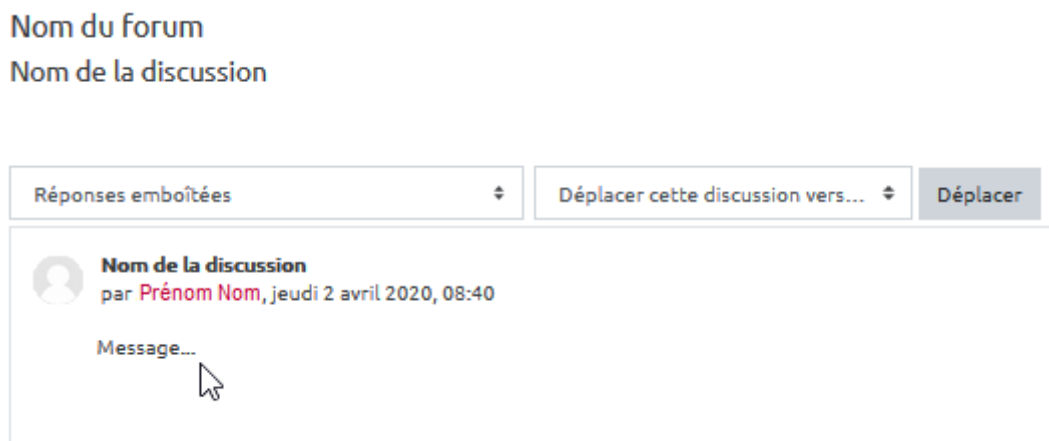 Nom du forum
Nom de la discussion
Réponses emboîtées
Déplacer cette discussion vers...
Déplacer
Nom de la discussion
par Prénom Nom, jeudi 2 avril 2020, 08:40
Message...